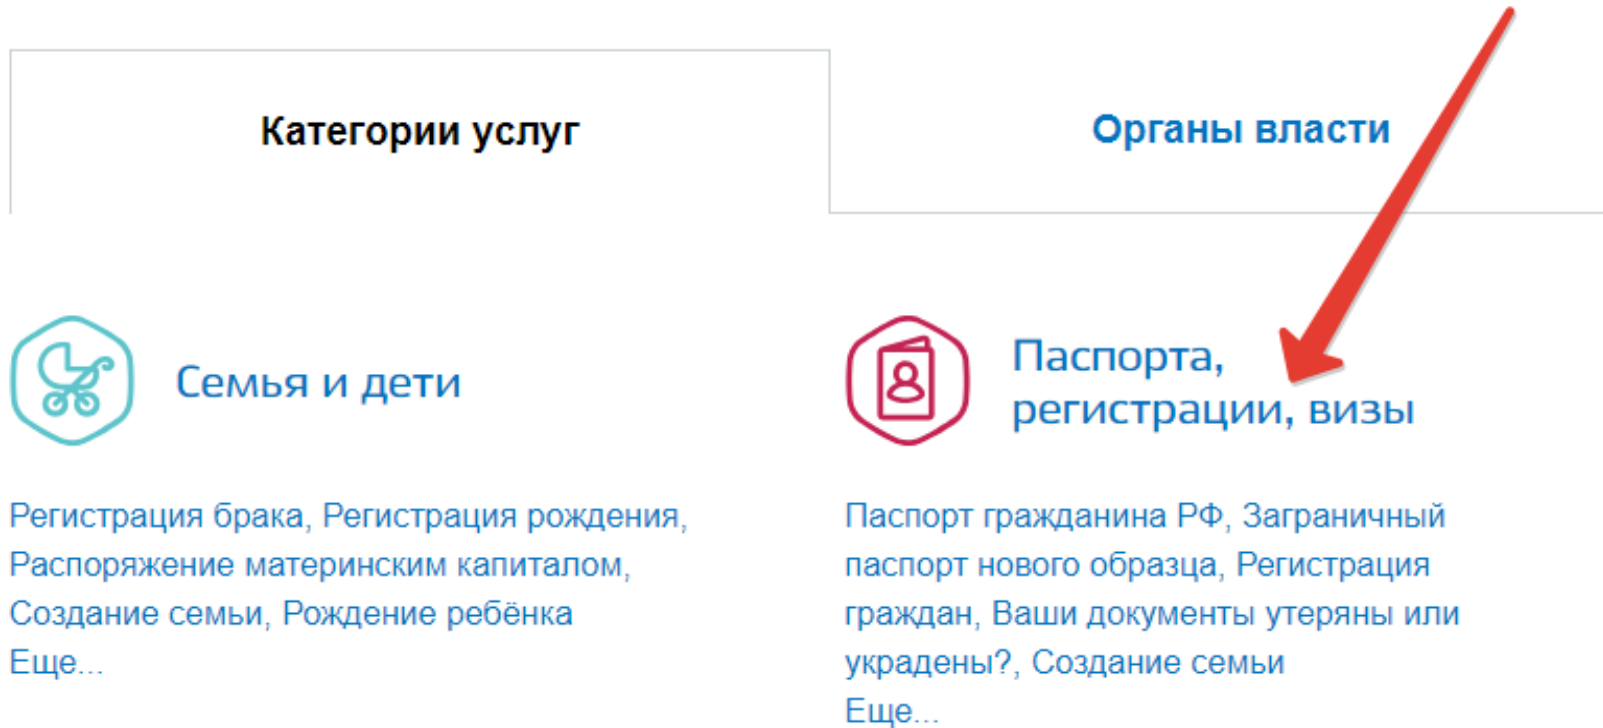 Категории услуг
Органы власти
Семья и дети
Регистрация брака, Регистрация рождения,
Распоряжение материнским капиталом,
Создание семьи, Рождение ребёнка
Еще...
Паспорта,
регистрации, визы
Паспорт гражданина РФ, Заграничный
паспорт нового образца, Регистрация
граждан, Ваши документы утеряны или
украдены?, Создание семьи
Еще...